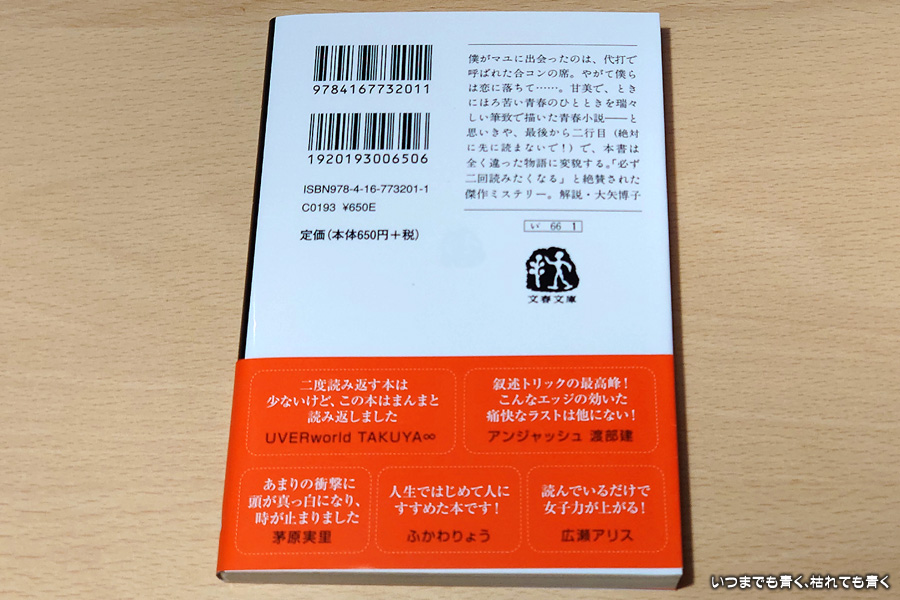 9784167732011
1920193006506
ISBN978-4-16-773201-1
C0193 ¥650E
定価(本体650円+税)
僕がマユに出会ったのは、代打で
呼ばれた合コンの席。やがて僕ら
は恋に落ちて……。甘美で、とき
にほろ苦い青春のひとときを瑞々
しい筆致で描いた青春小説――と
思いきや、最後から二行目(絶対
に先に読まないで!)で、本書は
全く違った物語に変貌する。「必ず
二回読みたくなる」と絶賛された
傑作ミステリー。解説・大矢博子
い 66 1
文春文庫
二度読み返す本は
少ないけど、この本はまんまと
読み返しました
UVERworld TAKUYA∞
叙述トリックの最高峰!
こんなエッジの効いた
痛快なラストは他にない!
アンジャッシュ 渡部建
あまりの衝撃に
頭が真っ白になり、
時が止まりました
茅原実里
人生ではじめて人に
すすめた本です!
ふかわりょう
読んでいるだけで
女子力が上がる!
広瀬アリス
いつまでも青く、枯れても青く